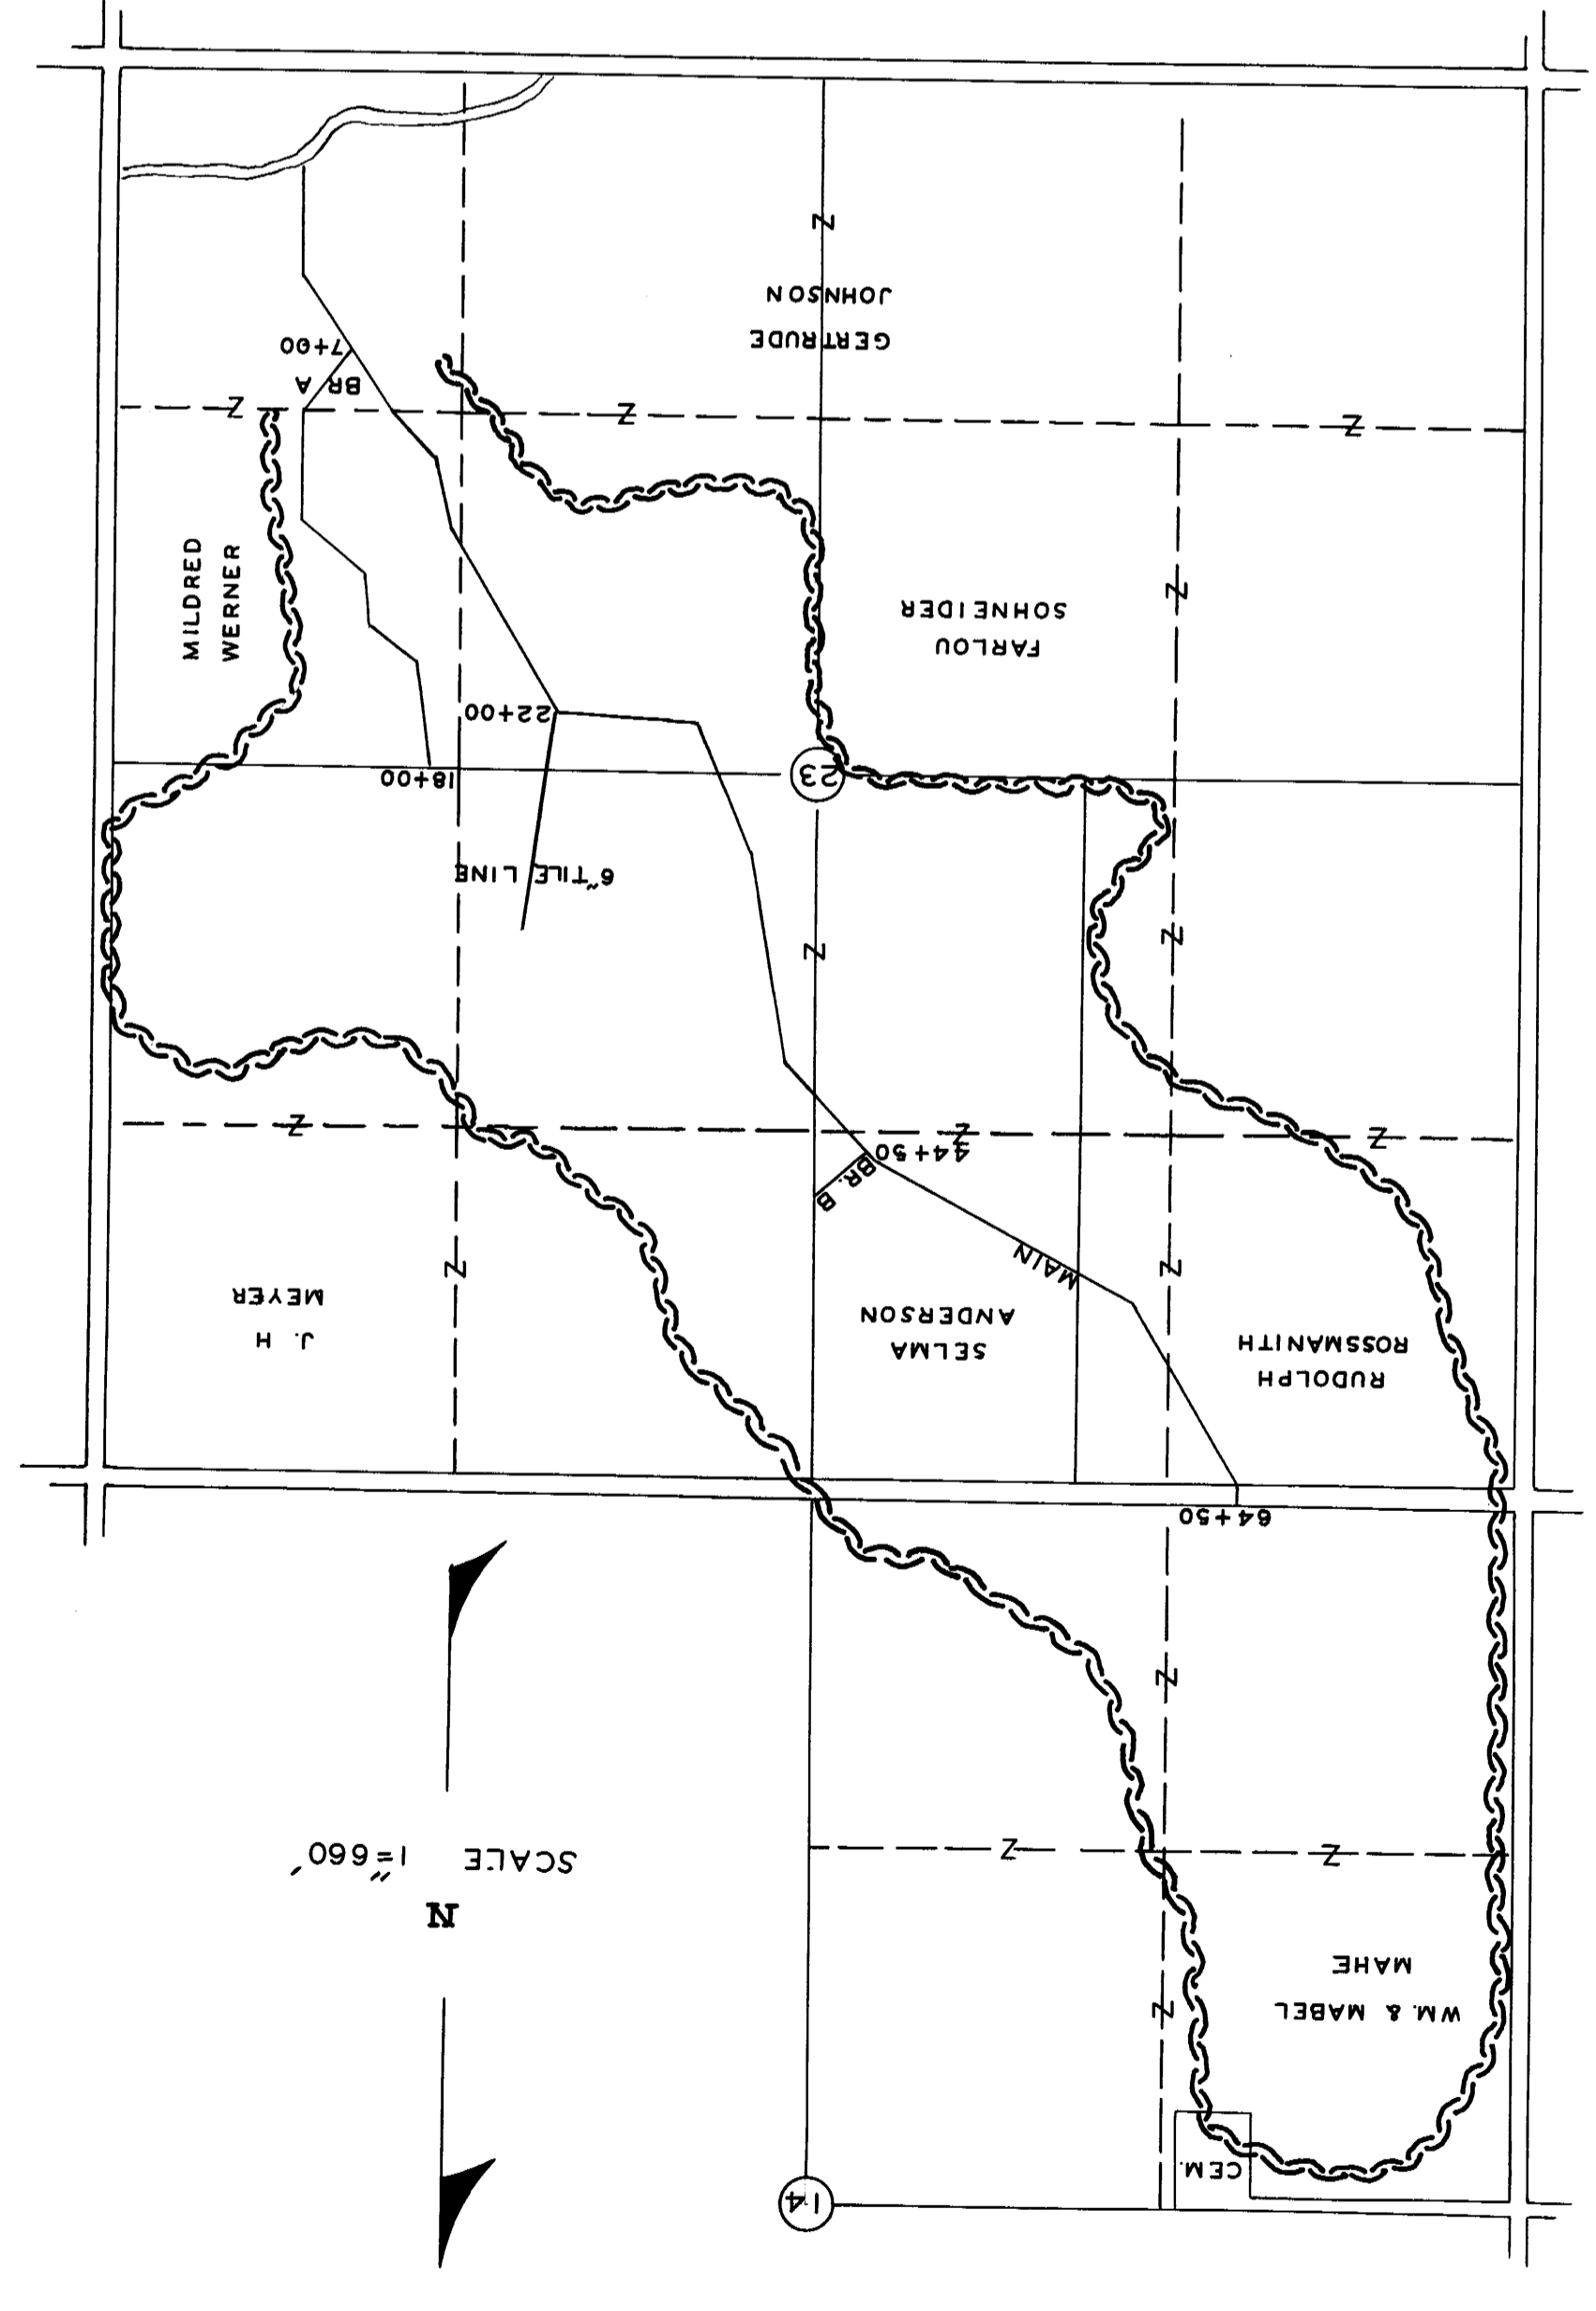 14
CEM.
WM. & MABEL
MAHE
N
SCALE 1"=660'
64+50
RUDOLPH
ROSSMANITH
SELMA
ANDERSON
J. H
MEYER
MAIN
BR. B
44+50
6" TILE LINE
23
18+00
22+00
FARLOU
SOHNEIDER
MILDRED
WERNER
BR A
7+00
GERTRUDE
JOHNSON